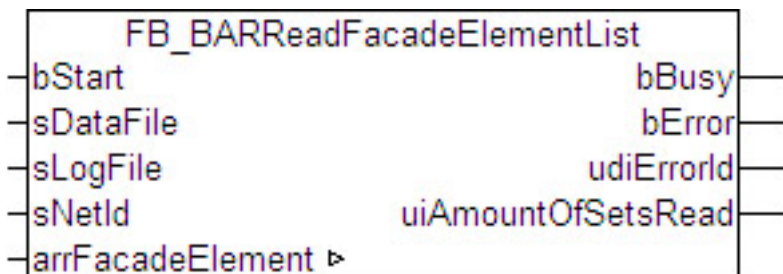 FB_BARReadFacadeElementList
bStart bBusy
sDataFile bError
sLogFile udiErrorId
sNetId uiAmountOfSetsRead
arrFacadeElement